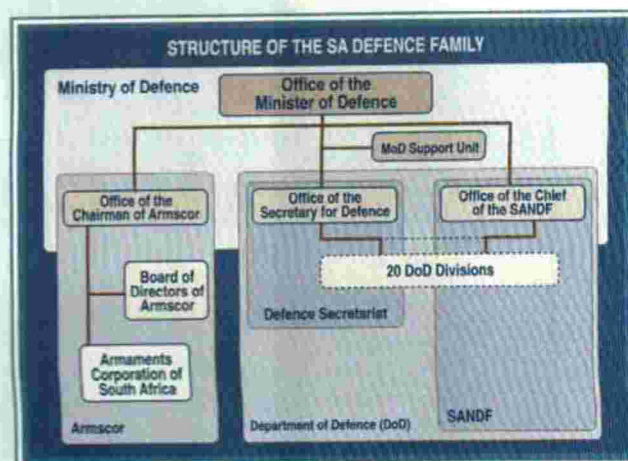 STRUCTURE OF THE SA DEFENCE FAMILY
Ministry of Defence
Office of the
Minister of Defence
MoD Support Unit
Office of the
Chairman of Armscor
Office of the
Secretary for Defence
Office of the Chief
of the SANDF
20 DoD Divisions
Board of
Directors of
Armscor
Defence Secretariat
Armaments
Corporation of
South Africa
Armscor
Department of Defence (DoD)
SANDF